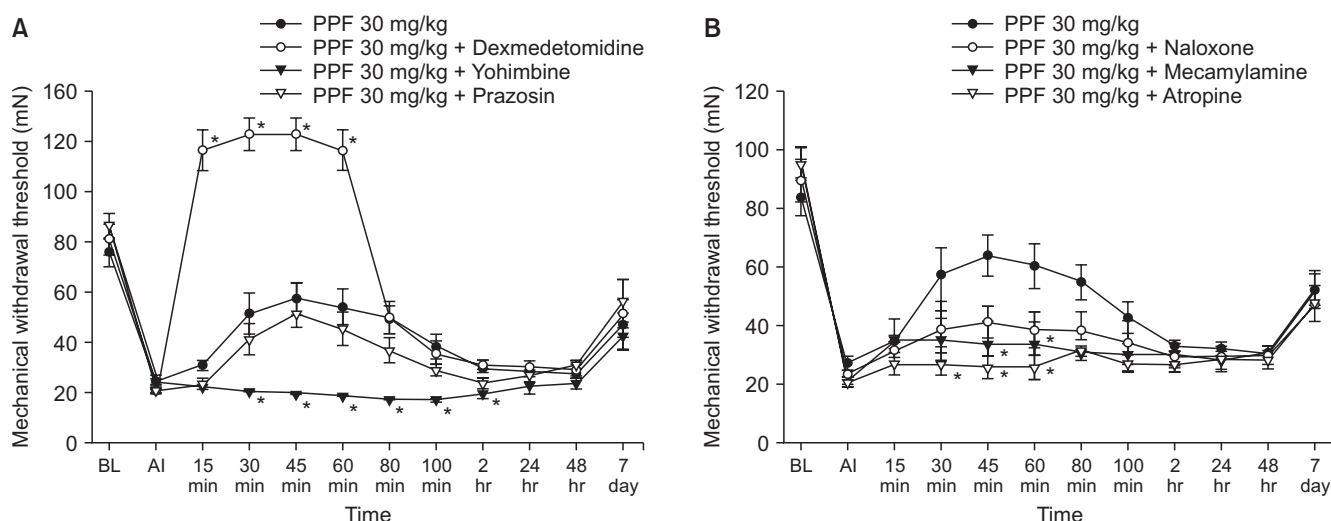 A
PPF 30 mg/kg
PPF 30 mg/kg + Dexmedetomidine
PPF 30 mg/kg + Yohimbine
PPF 30 mg/kg + Prazosin
Mechanical withdrawal threshold (mN)
160
140
120
100
80
60
40
20
0
* * * *
* * * * * *
BL AI 15 30 45 60 80 100 2 24 48 7
min min min min min min hr hr hr day
Time
B
PPF 30 mg/kg
PPF 30 mg/kg + Naloxone
PPF 30 mg/kg + Mecamylamine
PPF 30 mg/kg + Atropine
Mechanical withdrawal threshold (mN)
120
100
80
60
40
20
0
* *
* * *
BL AI 15 30 45 60 80 100 2 24 48 7
min min min min min min hr hr hr day
Time